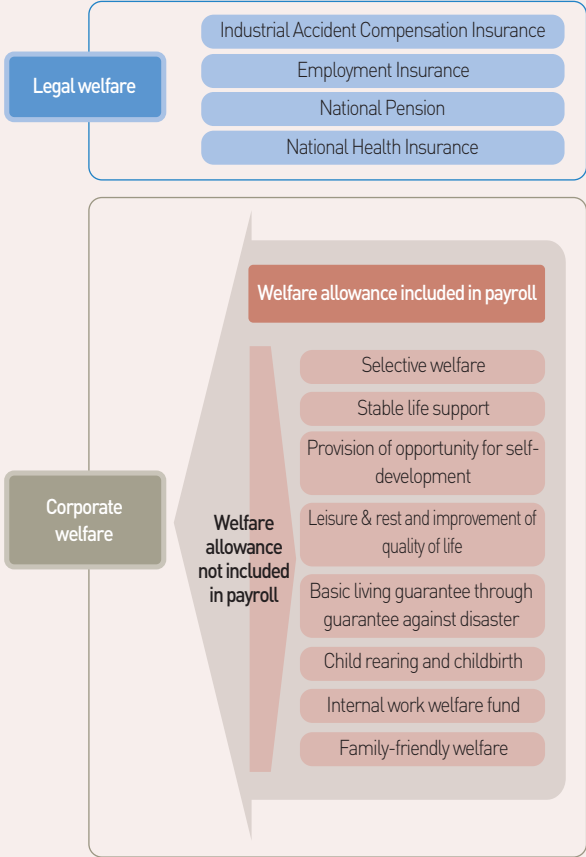 Legal welfare
Industrial Accident Compensation Insurance
Employment Insurance
National Pension
National Health Insurance
Corporate
welfare
Welfare allowance included in payroll
Welfare
allowance
not included
in payroll
Selective welfare
Stable life support
Provision of opportunity for self-
development
Leisure & rest and improvement of
quality of life
Basic living guarantee through
guarantee against disaster
Child rearing and childbirth
Internal work welfare fund
Family-friendly welfare